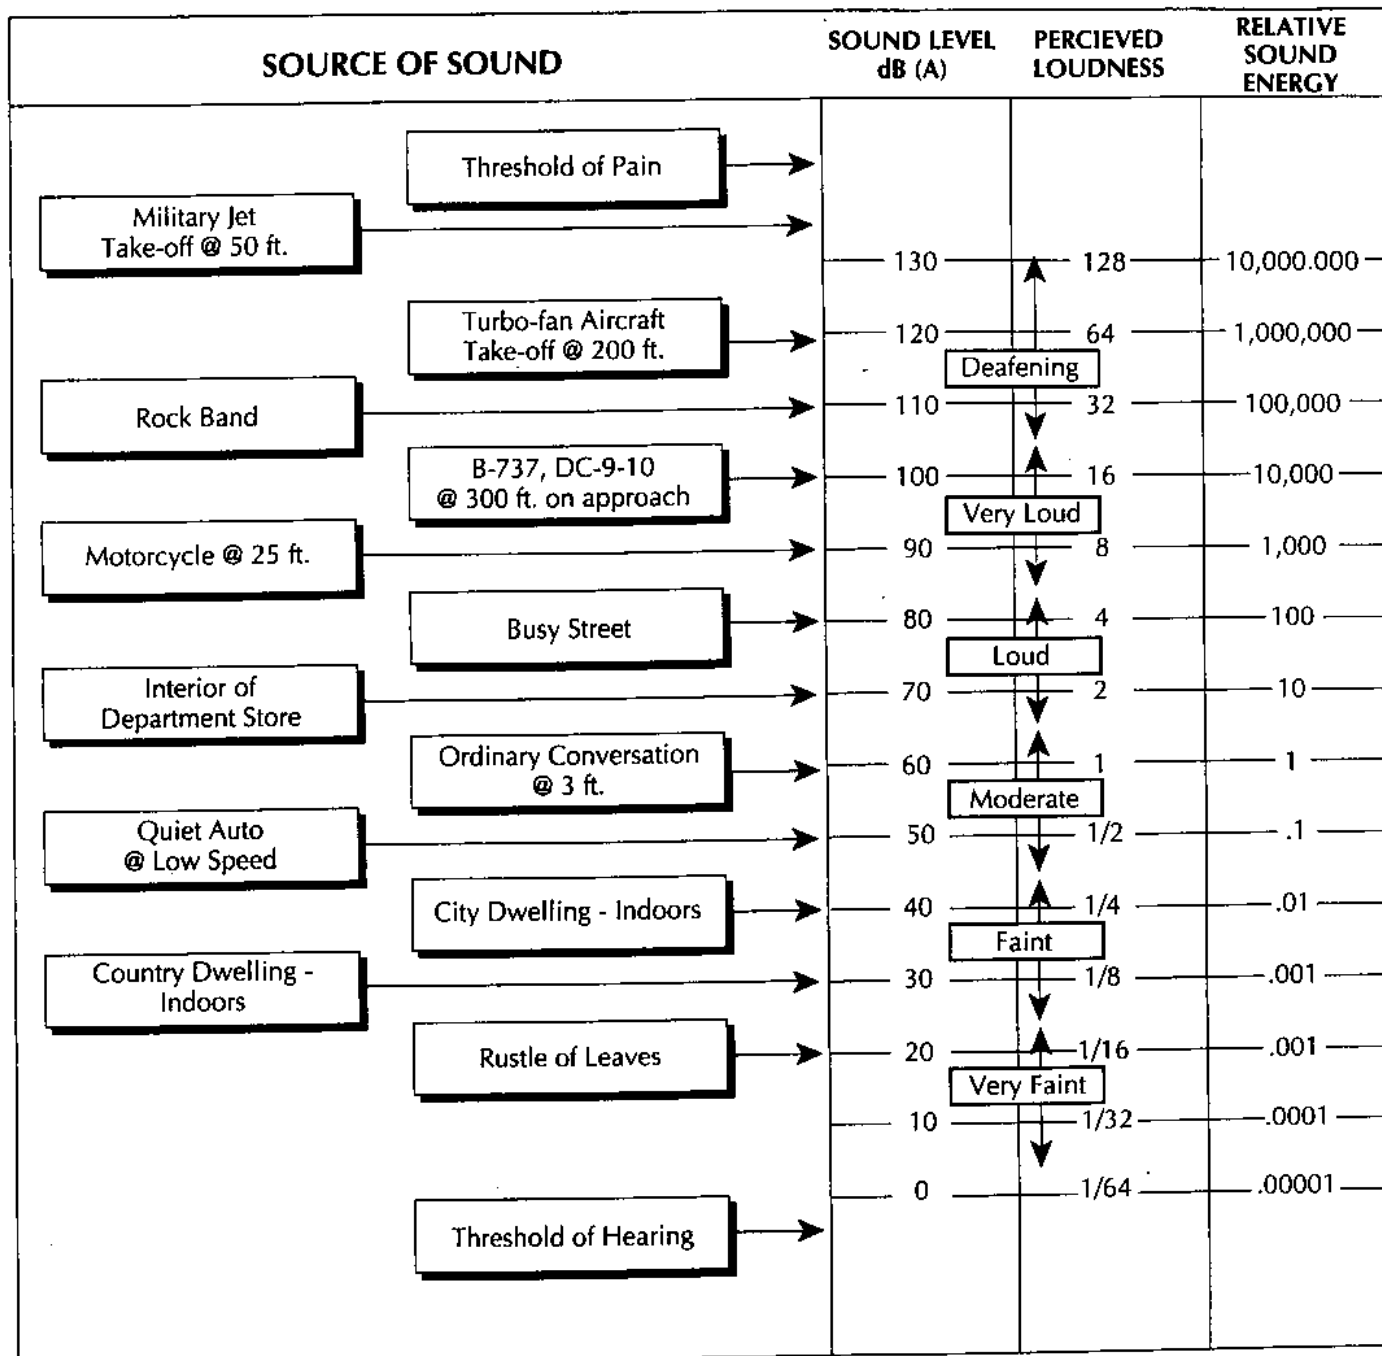 SOURCE OF SOUND
SOUND LEVEL
dB (A)
PERCIEVED
LOUDNESS
RELATIVE
SOUND
ENERGY
Threshold of Pain
Military Jet
Take-off @ 50 ft.
130 128 10,000.000
Turbo-fan Aircraft
Take-off @ 200 ft.
120 64 1,000,000
Deafening
Rock Band
110 32 100,000
B-737, DC-9-10
@ 300 ft. on approach
100 16 10,000
Very Loud
Motorcycle @ 25 ft.
90 8 1,000
Busy Street
80 4 100
Loud
Interior of
Department Store
70 2 10
Ordinary Conversation
@ 3 ft.
60 1 1
Moderate
Quiet Auto
@ Low Speed
50 1/2 .1
City Dwelling - Indoors
40 1/4 .01
Faint
Country Dwelling -
Indoors
30 1/8 .001
Rustle of Leaves
20 1/16 .001
Very Faint
10 1/32 .0001
0 1/64 .00001
Threshold of Hearing